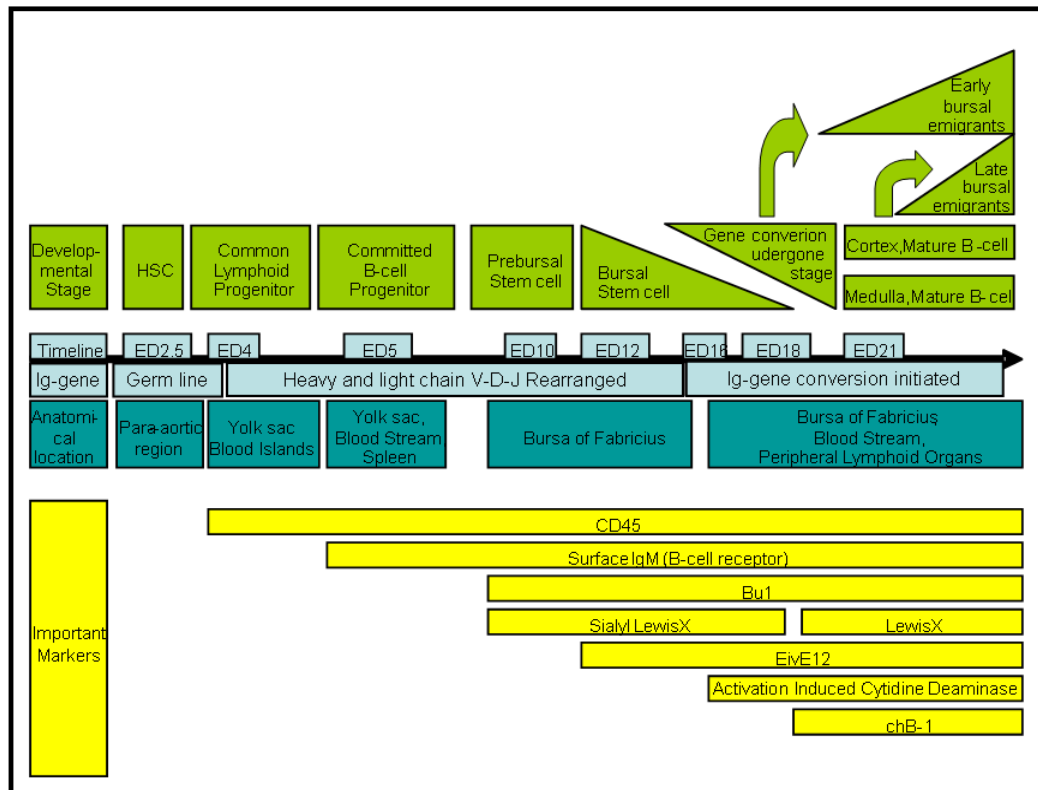 Early
bursal
emigrants
Late
bursal
emigrants
Develop-
mental
Stage
HSC
Common
Lymphoid
Progenitor
Committed
B-cell
Progenitor
Prebursal
Stem cell
Bursal
Stem cell
Gene converion
udergone
stage
Cortex,Mature B-cell
Medulla,Mature B-cel
Timeline
ED2.5
ED4
ED5
ED10
ED12
ED16
ED18
ED21
Ig-gene
Germ line
Heavy and light chain V-D-J Rearranged
Ig-gene conversion initiated
Anatomi-
cal
location
Para-aortic
region
Yolk sac
Blood Islands
Yolk sac,
Blood Stream,
Spleen
Bursa of Fabricius
Bursa of Fabricius,
Blood Stream,
Peripheral Lymphoid Organs
Important
Markers
CD45
Surface IgM (B-cell receptor)
Bu1
Sialyl LewisX
LewisX
EivE12
Activation Induced Cytidine Deaminase
chB-1